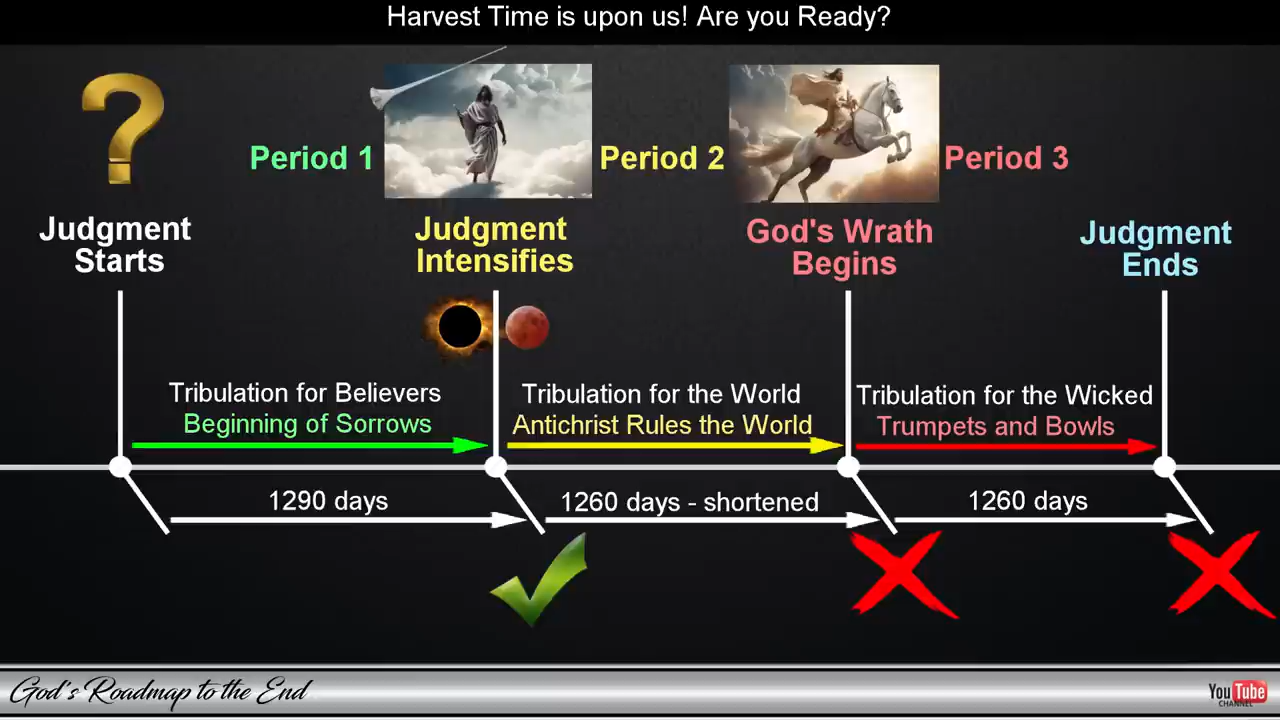 Harvest Time is upon us! Are you Ready?
Period 1
Period 2
Period 3
Judgment
Starts
Judgment
Intensifies
God's Wrath
Begins
Judgment
Ends
Tribulation for Believers
Beginning of Sorrows
Tribulation for the World
Antichrist Rules the World
Tribulation for the Wicked
Trumpets and Bowls
1290 days
1260 days - shortened
1260 days
God's Roadmap to the End
YouTube
CHANNEL